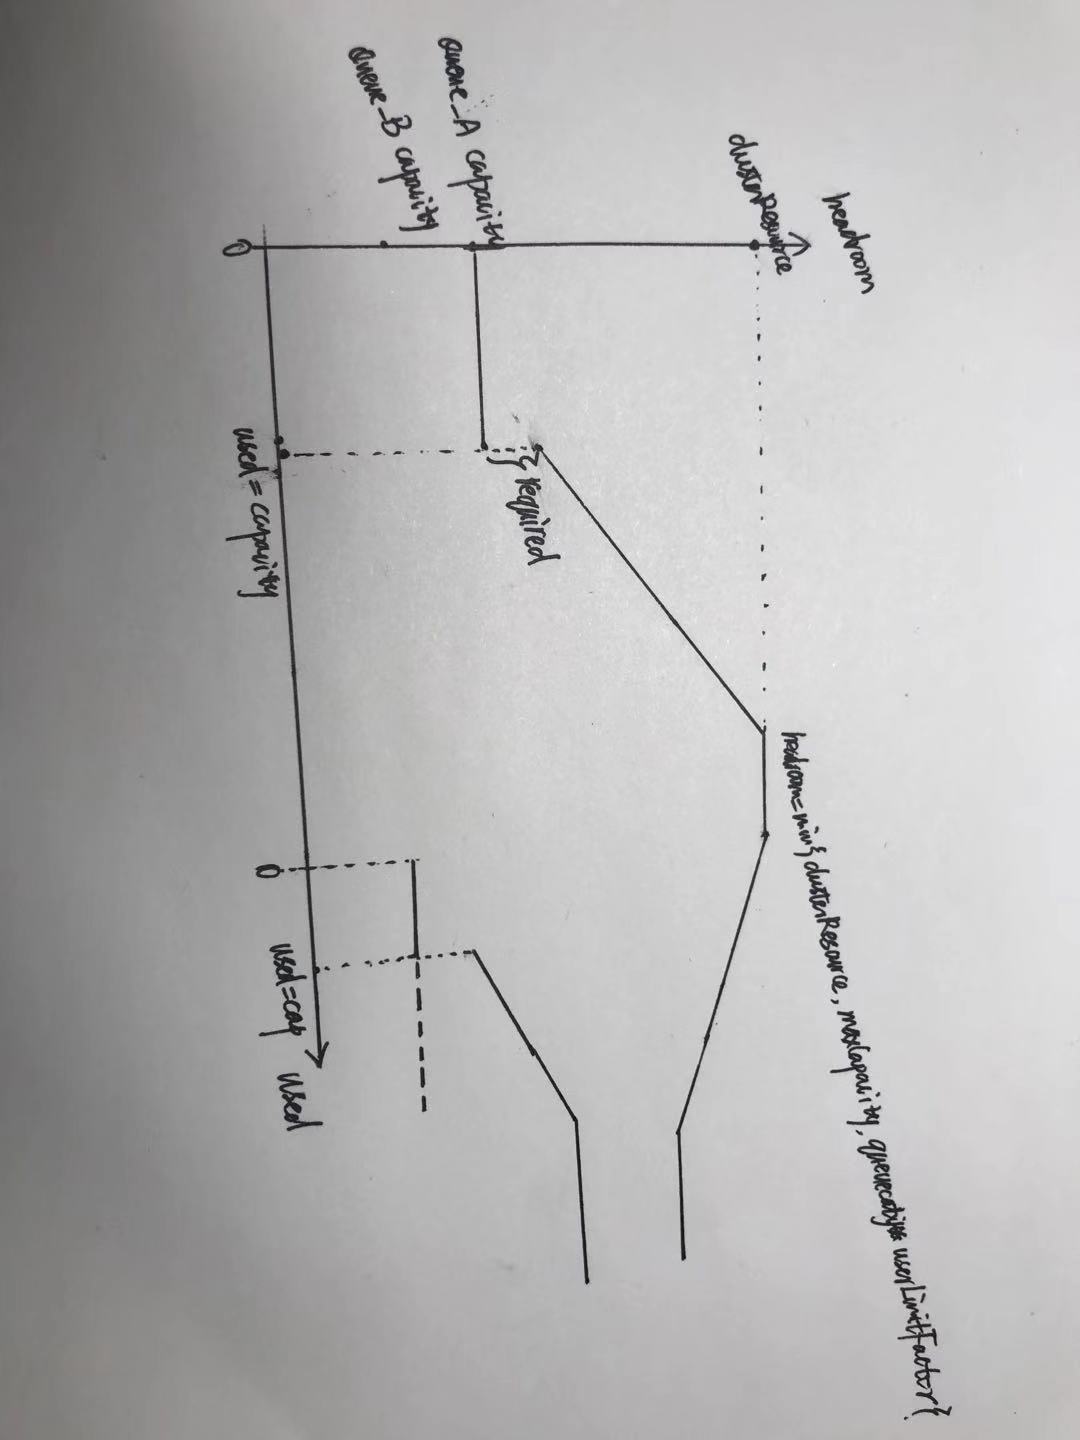 headroom
clusterResource
headroom=min{clusterResource, maxCapacity, queuecapacity* userLimitFactor}
Queue_A capacity
} required
Queue_B capacity
0
used = capacity
0
used=cap
used